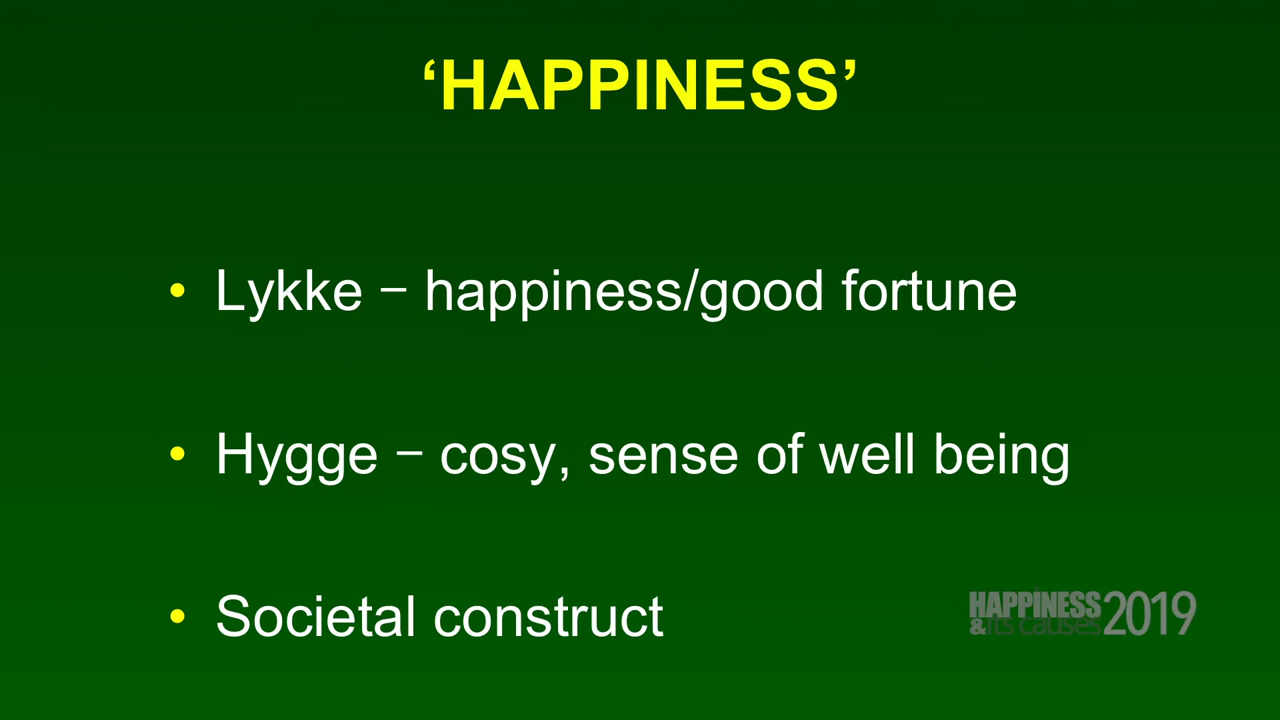 ‘HAPPINESS’
• Lykke – happiness/good fortune
• Hygge – cosy, sense of well being
• Societal construct
HAPPINESS
&its causes 2019